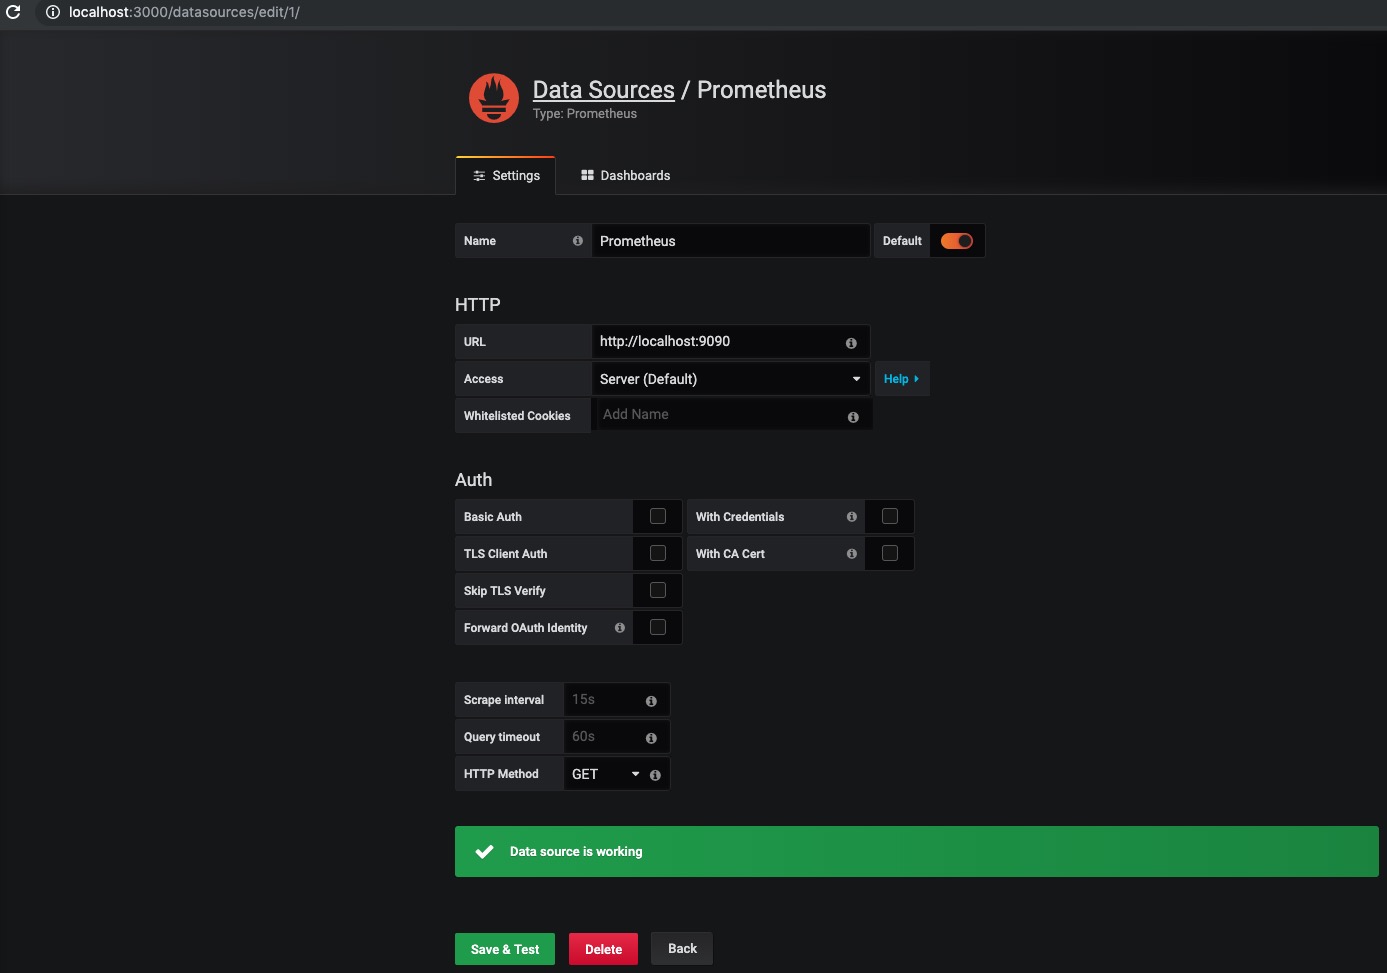 localhost:3000/datasources/edit/1/
Data Sources / Prometheus
Type: Prometheus
Settings
Dashboards
Name
Prometheus
Default
HTTP
URL
http://localhost:9090
Access
Server (Default)
Help
Whitelisted Cookies
Add Name
Auth
Basic Auth
With Credentials
TLS Client Auth
With CA Cert
Skip TLS Verify
Forward OAuth Identity
Scrape interval
15s
Query timeout
60s
HTTP Method
GET
Data source is working
Save & Test
Delete
Back